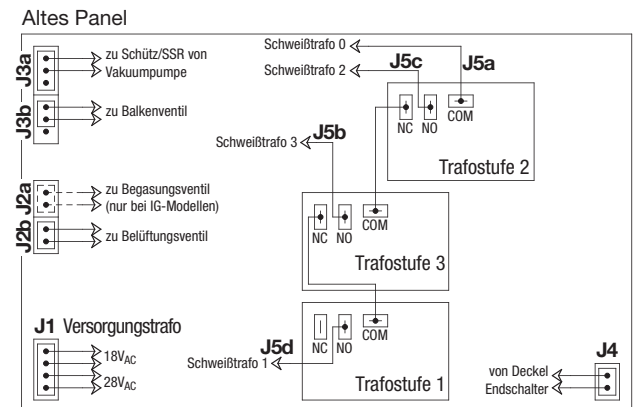 Altes Panel
J3a
zu Schütz/SSR von
Vakuumpumpe
J3b
zu Balkenventil
J2a
zu Begasungsventil
(nur bei IG-Modellen)
J2b
zu Belüftungsventil
J1 Versorgungstrafo
18VAC
28VAC
Schweißtrafo 0
J5a
Schweißtrafo 2
J5c
NC
NO
COM
Trafostufe 2
Schweißtrafo 3
J5b
NC
NO
COM
Trafostufe 3
Schweißtrafo 1
J5d
NC
NO
COM
Trafostufe 1
J4
von Deckel
Endschalter